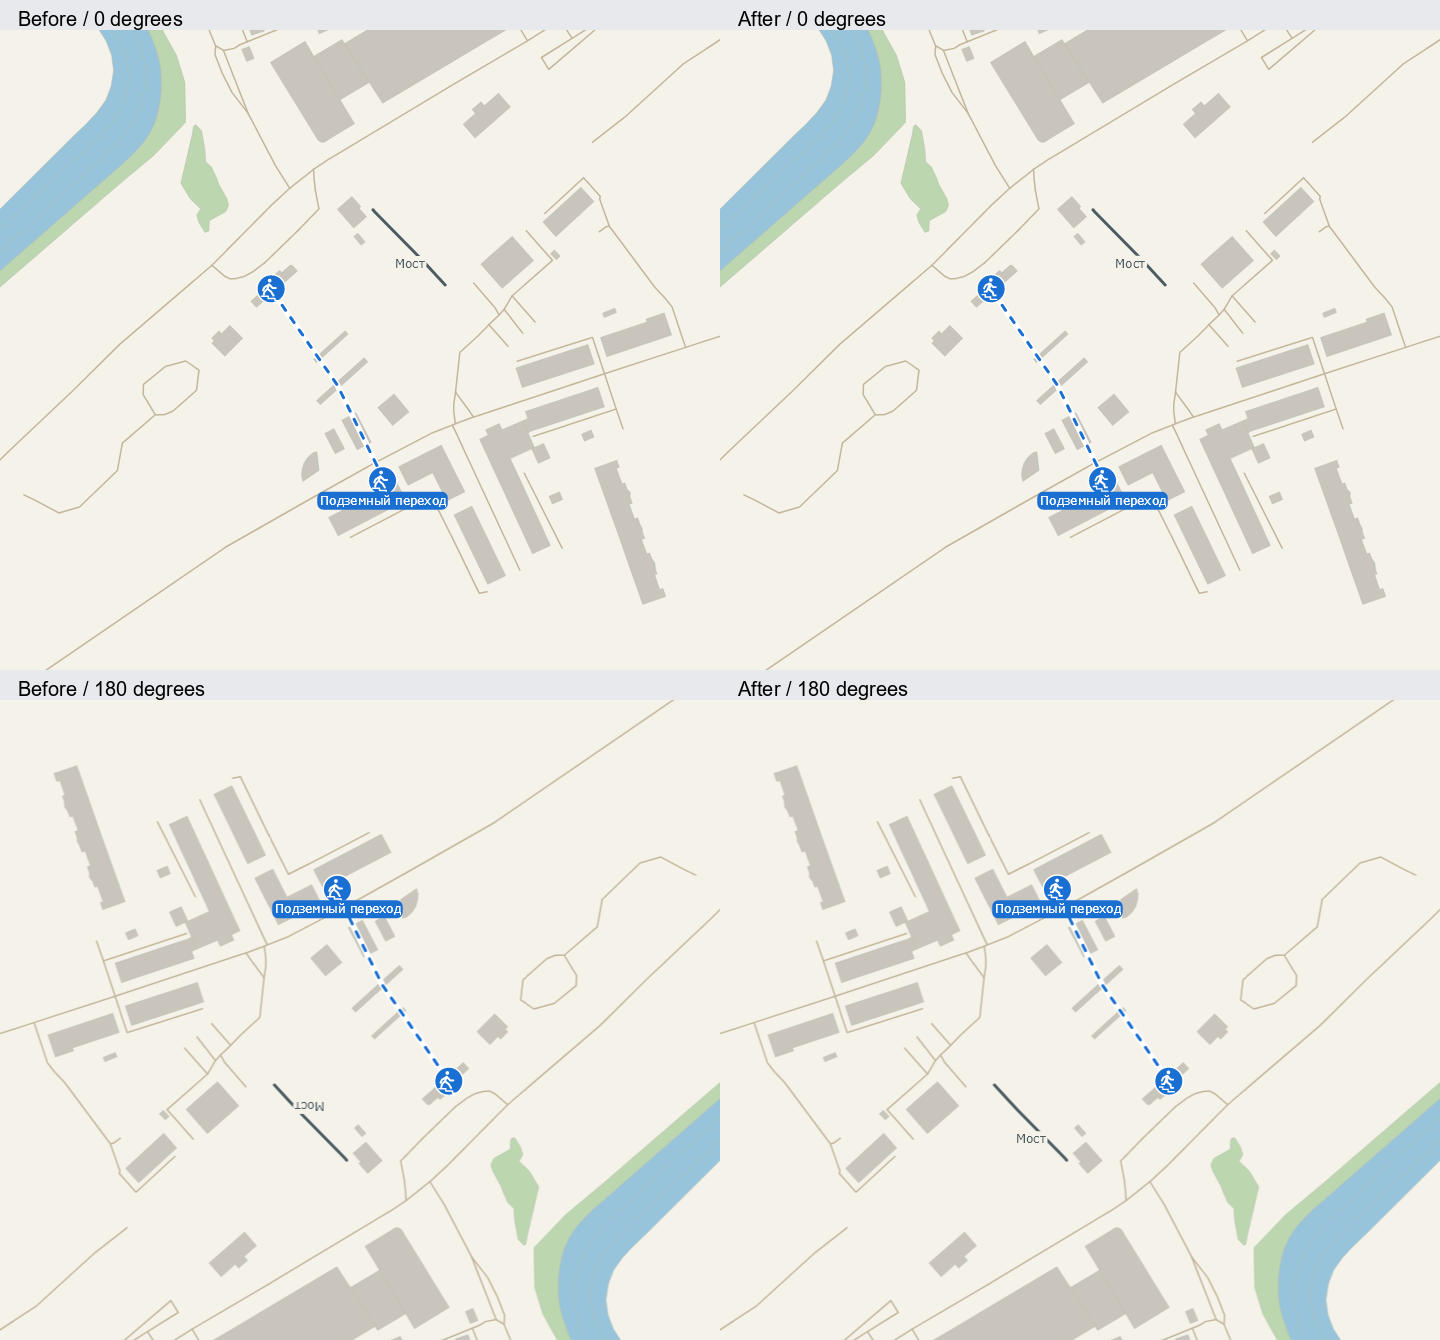 Before / 0 degrees
After / 0 degrees
Мост
Мост
Подземный переход
Подземный переход
Before / 180 degrees
After / 180 degrees
Подземный переход
Подземный переход
Мост
Мост